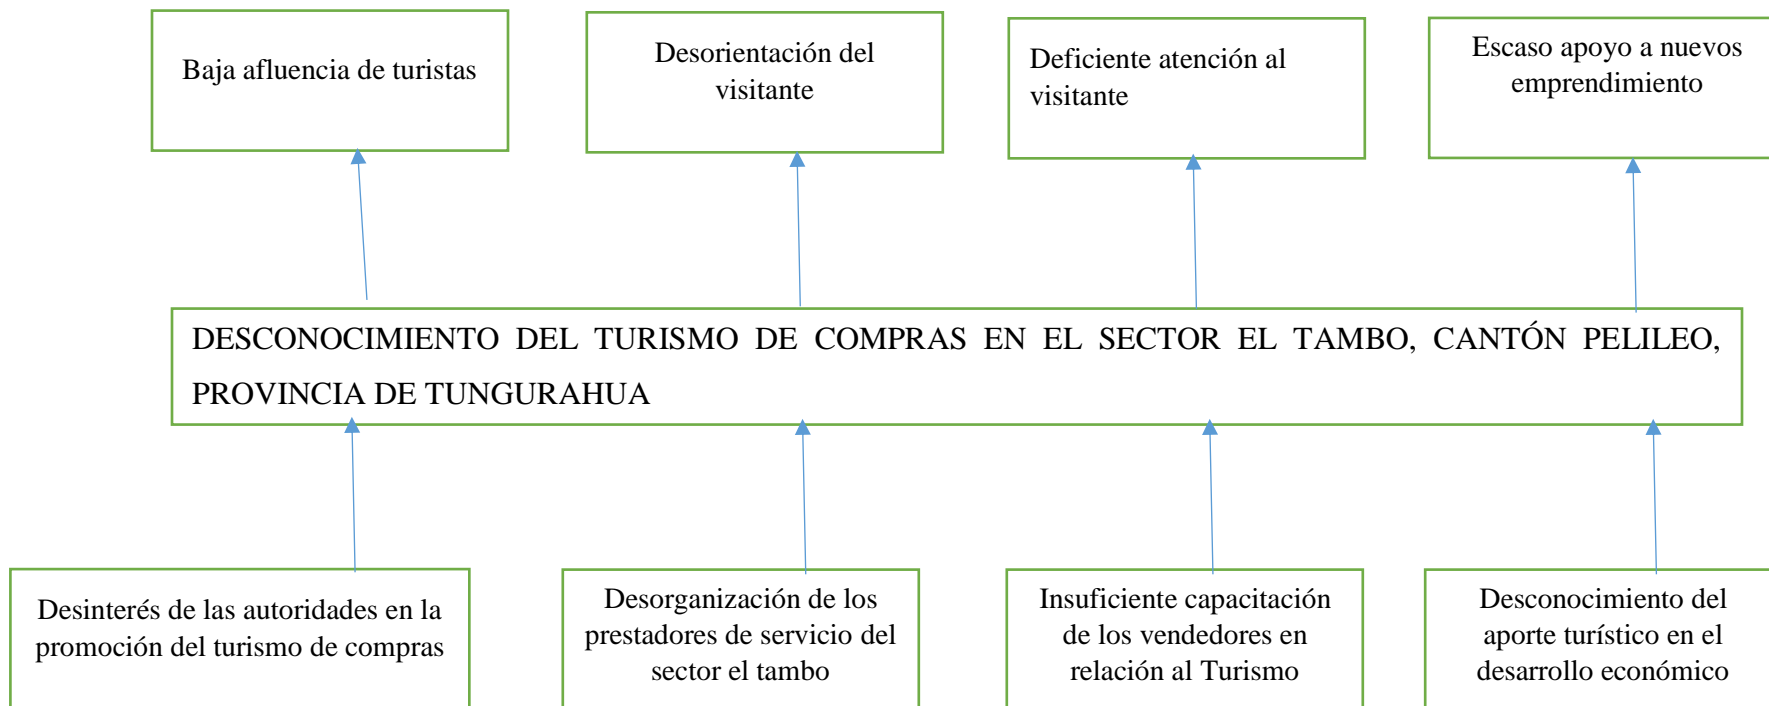 Baja afluencia de turistas
Desorientación del
visitante
Deficiente atención al
visitante
Escaso apoyo a nuevos
emprendimiento
DESCONOCIMIENTO DEL TURISMO DE COMPRAS EN EL SECTOR EL TAMBO, CANTÓN PELILEO,
PROVINCIA DE TUNGURAHUA
Desinterés de las autoridades en la
promoción del turismo de compras
Desorganización de los
prestadores de servicio del
sector el tambo
Insuficiente capacitación
de los vendedores en
relación al Turismo
Desconocimiento del
aporte turístico en el
desarrollo económico